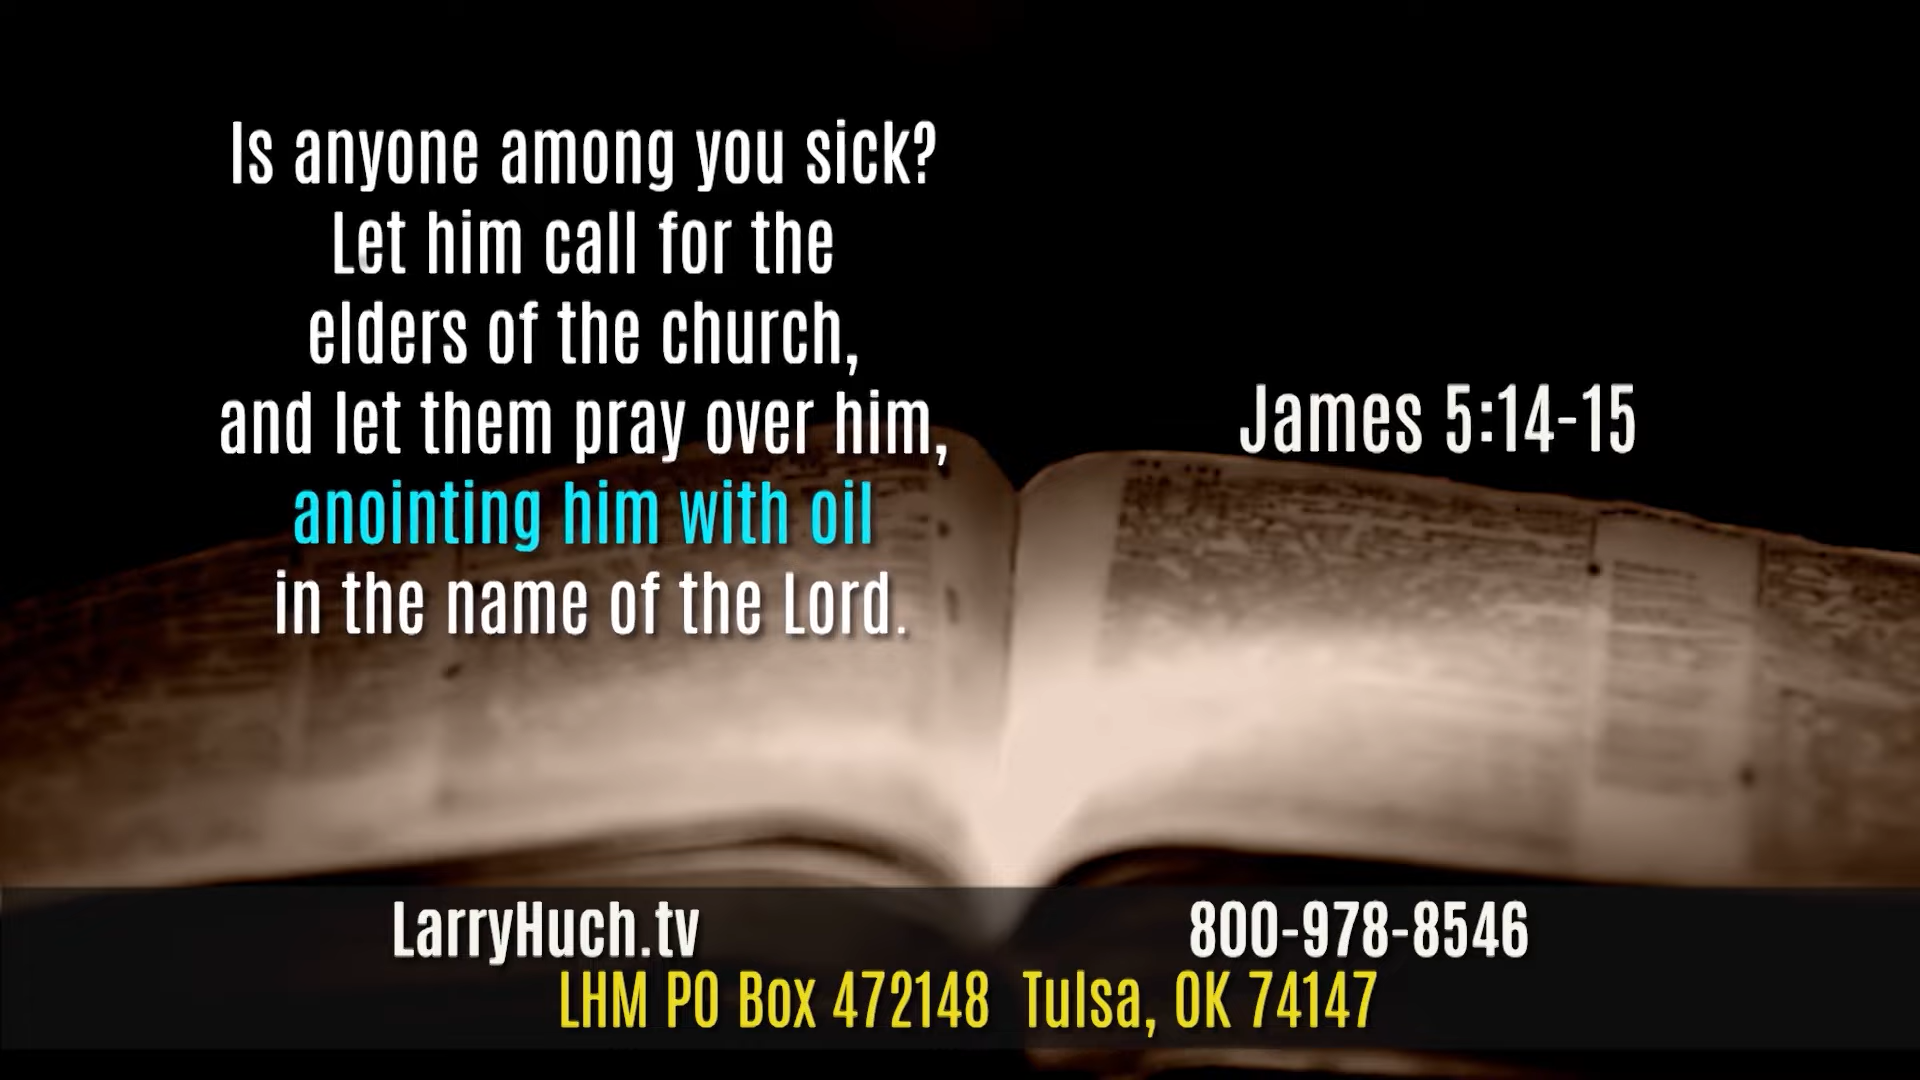 Is anyone among you sick?
Let him call for the
elders of the church,
and let them pray over him,
anointing him with oil
in the name of the Lord.
James 5:14-15
LarryHuch.tv
800-978-8546
LHM PO Box 472148 Tulsa, OK 74147